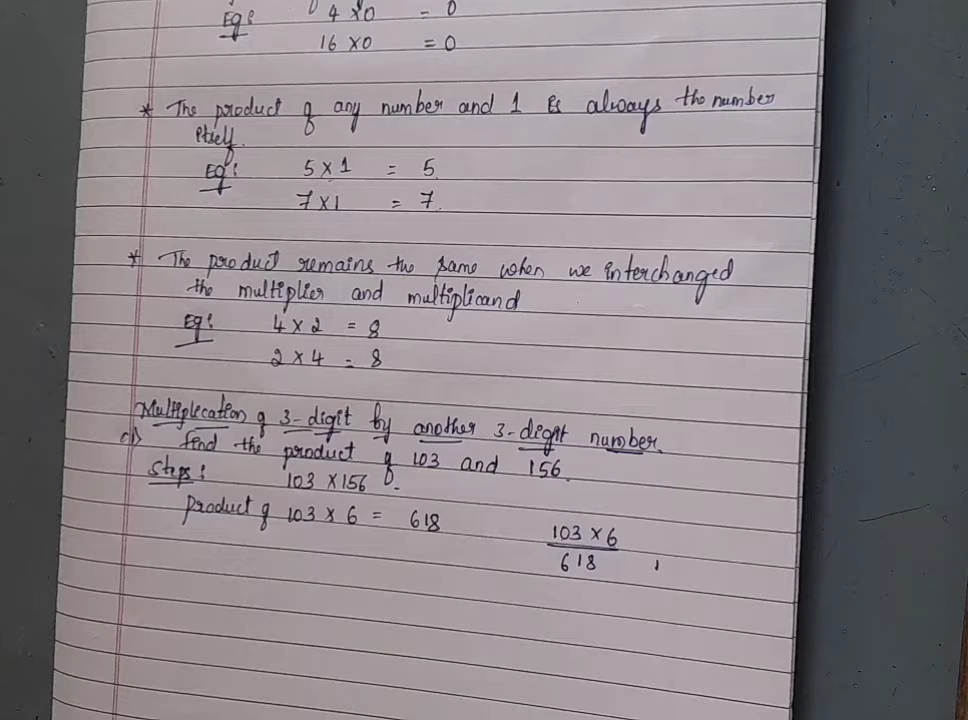 Eg: 4 x 0 = 0
16 x 0 = 0
* The product of any number and 1 is always the number
itself.
Eg: 5 x 1 = 5.
7 x 1 = 7.
* The product remains the same when we interchanged
the multiplier and multiplicand
Eg: 4 x 2 = 8
2 x 4 = 8
Multiplication of 3-digit by another 3-digit number.
find the product of 103 and 156.
Steps: 103 x 156
Product of 103 x 6 = 618
103 x 6
618